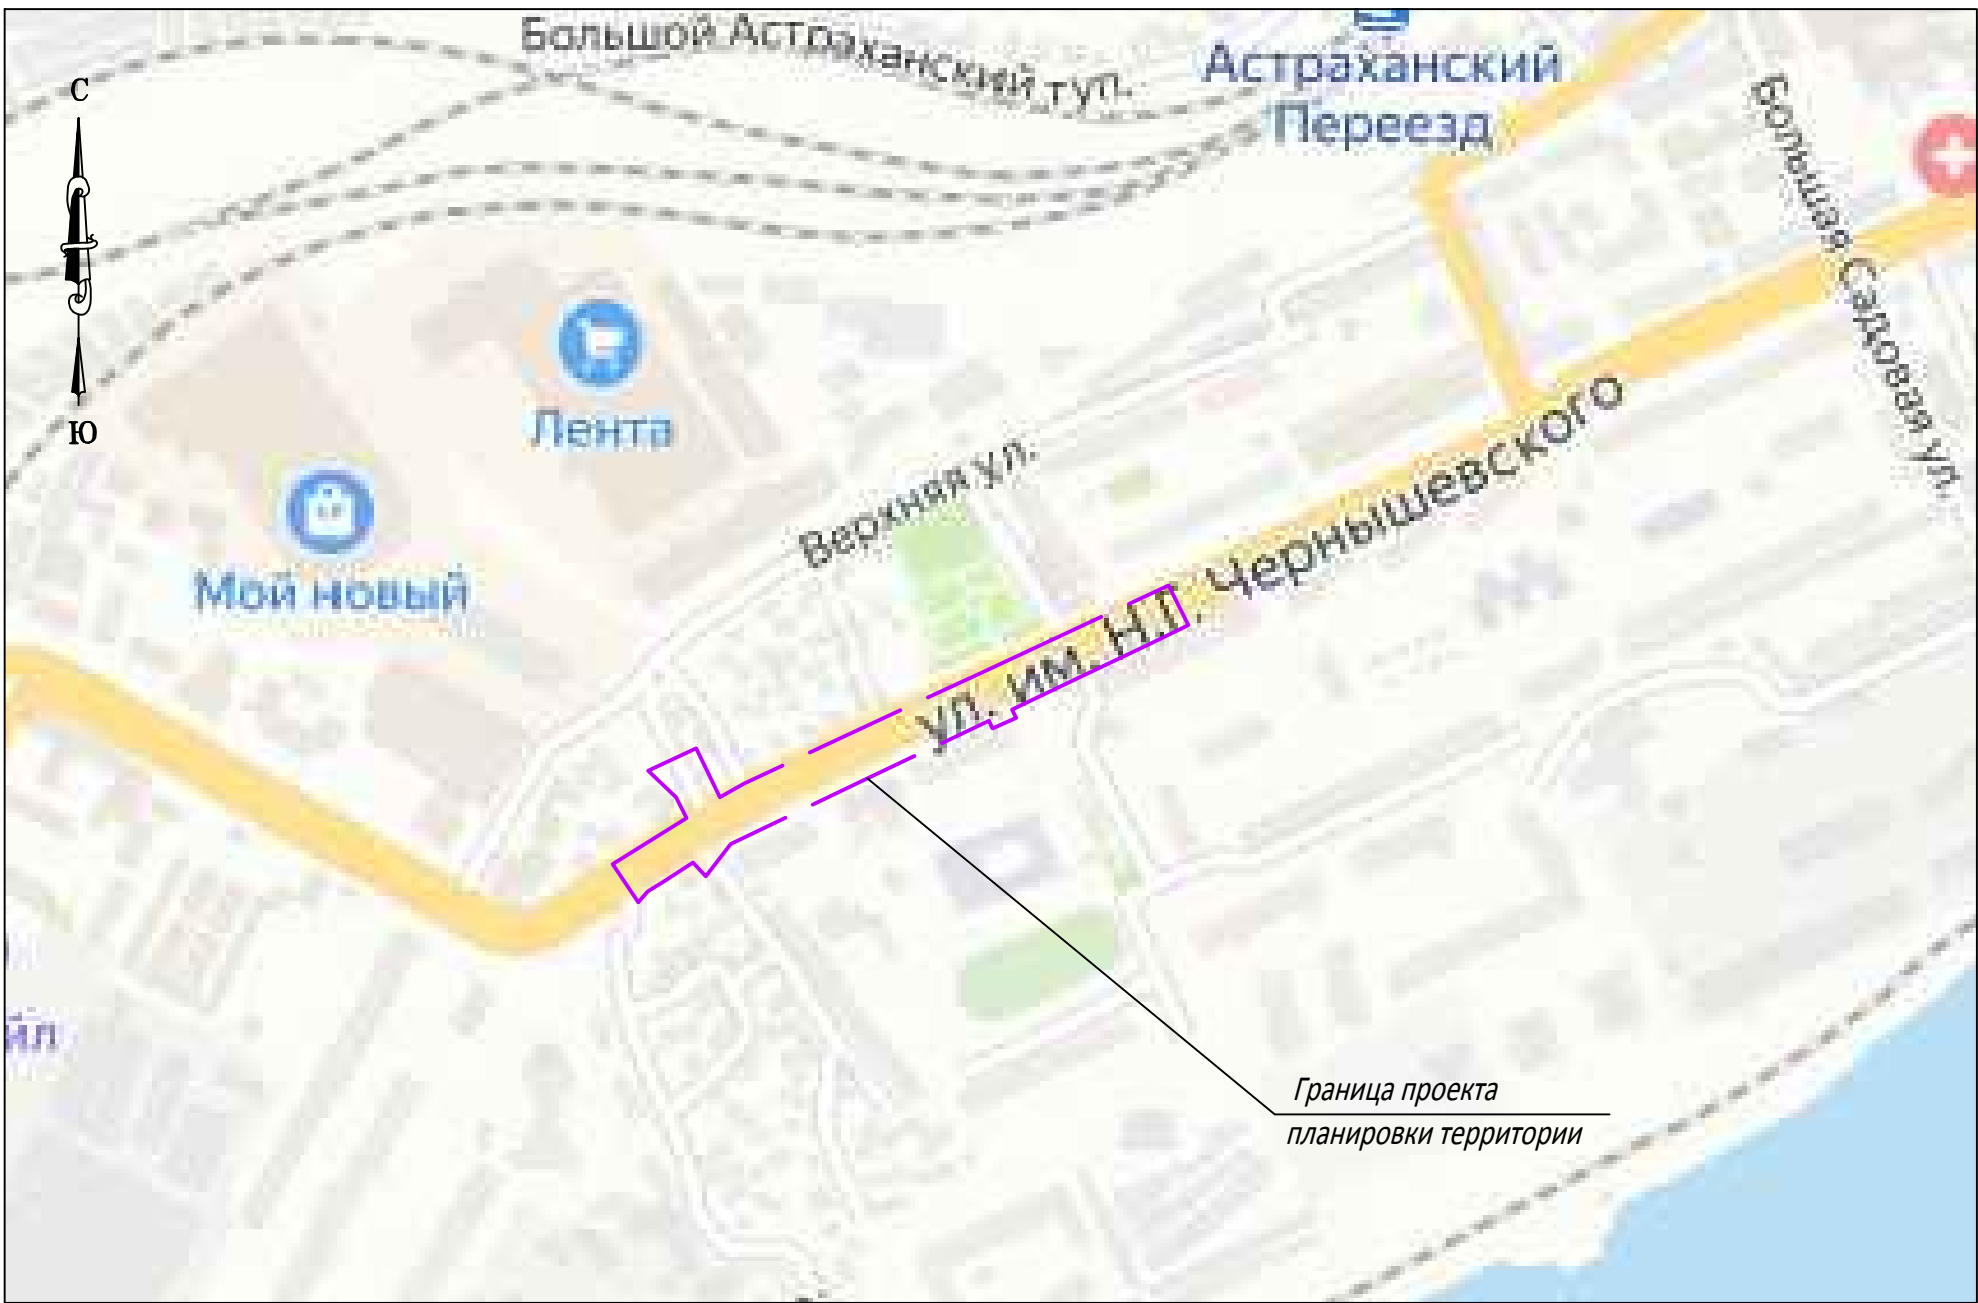 Большой Астраханский туп.
Астраханский
Переезд
С
Большая Садовая ул.
Лента
Ю
Верхняя ул.
Мой новый
ул. им. Н.Г. Чернышевского
йл
Граница проекта
планировки территории